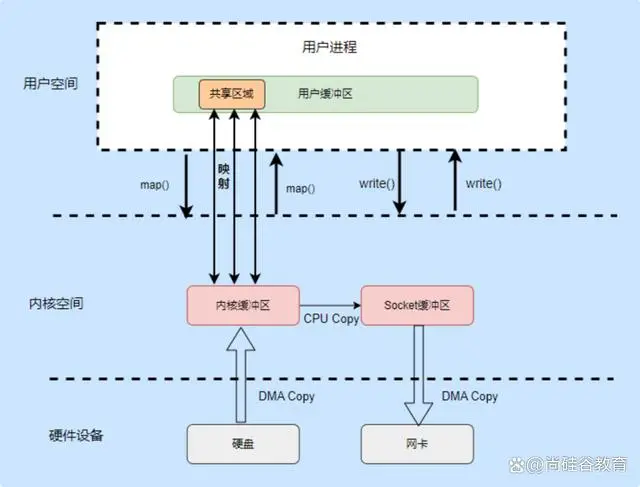 用户进程
用户空间
共享区域
用户缓冲区
map()
映
射
map()
write()
write()
内核空间
内核缓冲区
CPU Copy
Socket缓冲区
DMA Copy
DMA Copy
硬件设备
硬盘
网卡
@尚硅谷教育